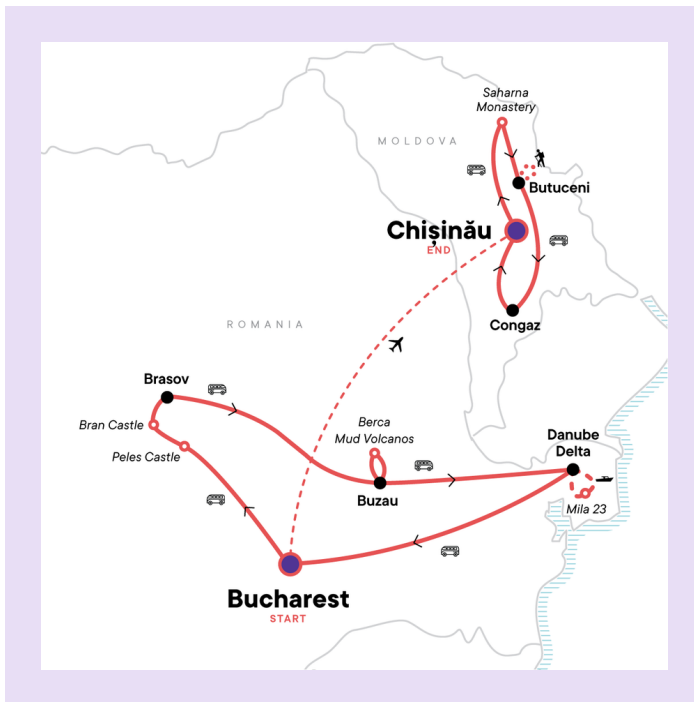 Saharna
Monastery
MOLDOVA
Butuceni
Chișinău
END
Congaz
ROMANIA
Brasov
Bran Castle
Peles Castle
Berca
Mud Volcanos
Buzau
Danube
Delta
Mila 23
Bucharest
START